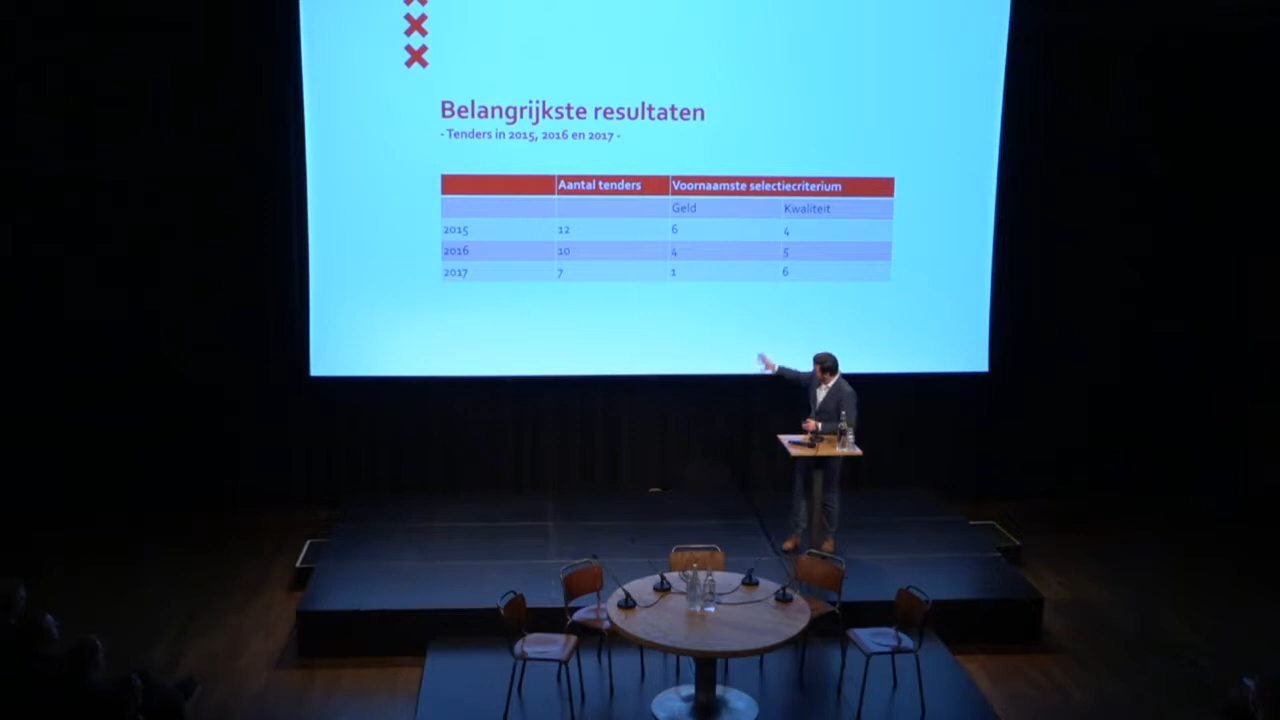 Belangrijkste resultaten
- Tenders in 2015, 2016 en 2017 -
Aantal tenders Voornaamste selectiecriterium
Geld Kwaliteit
2015 12 6 4
2016 10 4 5
2017 7 1 6